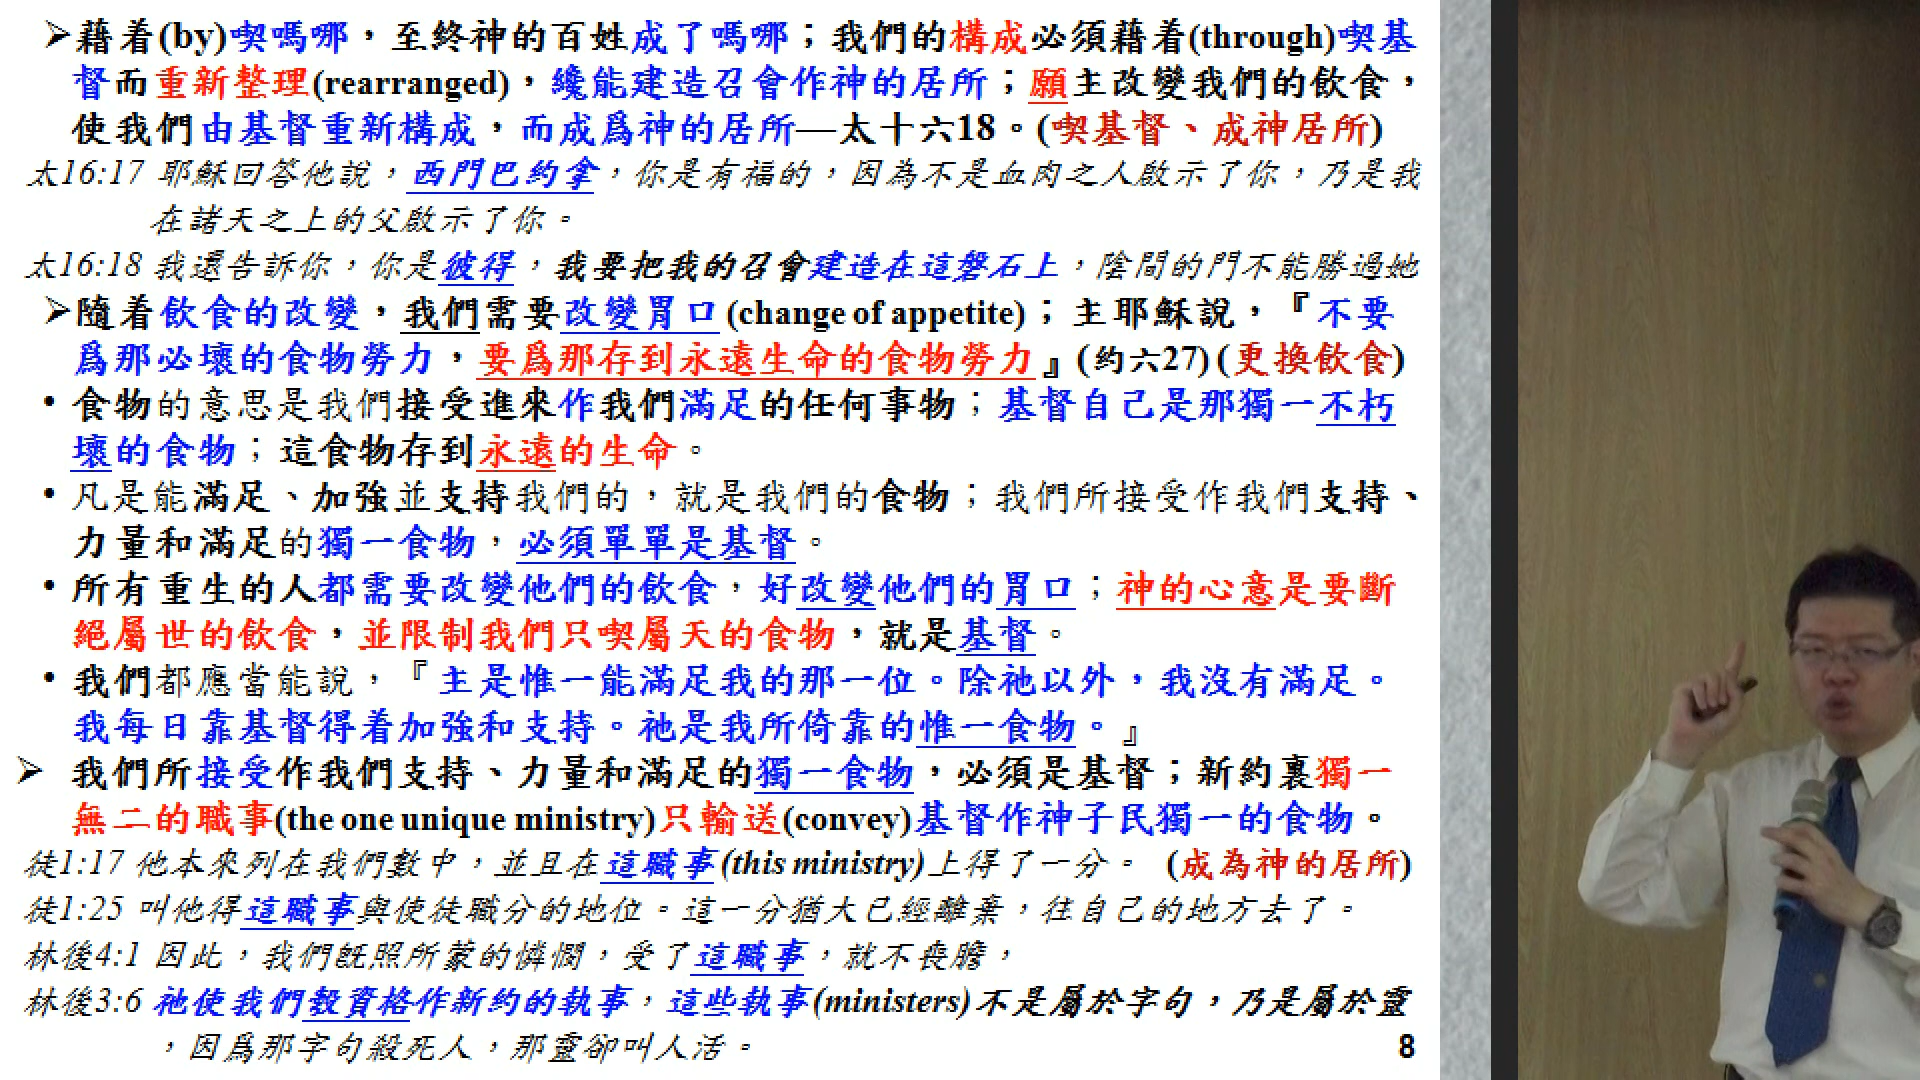 ➢藉着(by)喫嗎哪，至終神的百姓成了嗎哪；我們的構成必須藉着(through)喫基
督而重新整理(rearranged)，纔能建造召會作神的居所；願主改變我們的飲食，
使我們由基督重新構成，而成爲神的居所—太十六18。(喫基督、成神居所)
太16:17 耶穌回答他說，西門巴約拿，你是有福的，因為不是血肉之人啟示了你，乃是我
在諸天之上的父啟示了你。
太16:18 我還告訴你，你是彼得，我要把我的召會建造在這磐石上，陰間的門不能勝過她
➢隨着飲食的改變，我們需要改變胃口(change of appetite)；主耶穌說，『不要
爲那必壞的食物勞力，要爲那存到永遠生命的食物勞力』(約六27)(更換飲食)
•食物的意思是我們接受進來作我們滿足的任何事物；基督自己是那獨一不朽
壞的食物；這食物存到永遠的生命。
•凡是能滿足、加強並支持我們的，就是我們的食物；我們所接受作我們支持、
力量和滿足的獨一食物，必須單單是基督。
•所有重生的人都需要改變他們的飲食，好改變他們的胃口；神的心意是要斷
絕屬世的飲食，並限制我們只喫屬天的食物，就是基督。
•我們都應當能說，『主是惟一能滿足我的那一位。除祂以外，我沒有滿足。
我每日靠基督得着加強和支持。祂是我所倚靠的惟一食物。』
➢ 我們所接受作我們支持、力量和滿足的獨一食物，必須是基督；新約裏獨一
無二的職事(the one unique ministry)只輸送(convey)基督作神子民獨一的食物。
徒1:17 他本來列在我們數中，並且在這職事(this ministry)上得了一分。 (成為神的居所)
徒1:25 叫他得這職事與使徒職分的地位。這一分猶大已經離棄，往自己的地方去了。
林後4:1 因此，我們既照所蒙的憐憫，受了這職事，就不喪膽，
林後3:6 祂使我們彀資格作新約的執事，這些執事(ministers)不是屬於字句，乃是屬於靈
，因爲那字句殺死人，那靈卻叫人活。
8